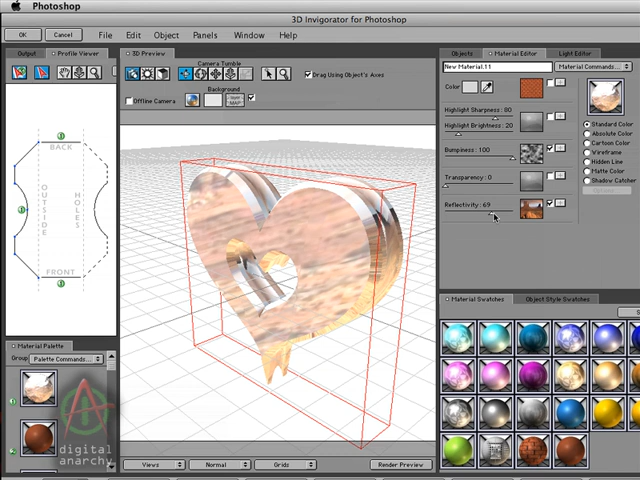 Photoshop
3D Invigorator for Photoshop
File Edit Object Panels Window Help
OK Cancel
Output Profile Viewer
3D Preview
Objects Material Editor Light Editor
Camera Tumble
Drag Using Object's Axes
Background
Offline Camera
New Material.11
Material Commands...
Color
Highlight Sharpness: 80
Highlight Brightness: 20
Bumpiness: 100
Transparency: 0
Reflectivity: 69
Standard Color
Absolute Color
Cartoon Color
Wireframe
Hidden Line
Matte Color
Shadow Catcher
BACK
OUTSIDE
HOLES
FRONT
Material Palette
Group
Palette Commands...
Material Swatches Object Style Swatches
digital
anarchy
Views Normal Grids Render Preview